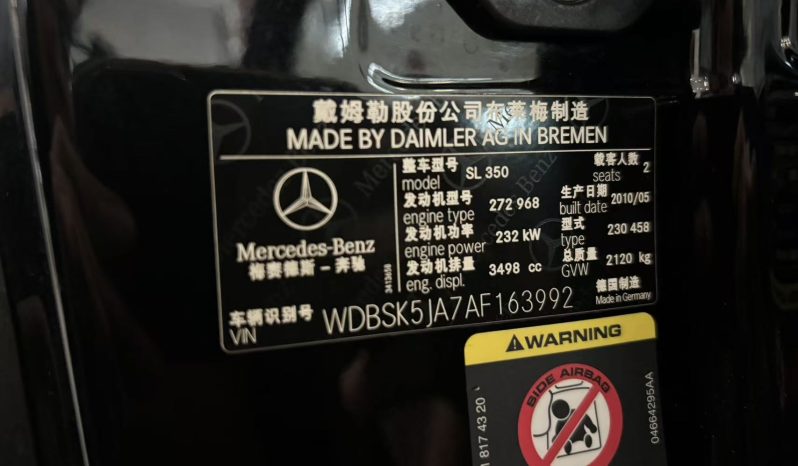 戴姆勒股份公司布莱梅制造
MADE BY DAIMLER AG IN BREMEN
Mercedes-Benz
梅赛德斯－奔驰
整车型号
model SL 350
载客人数
seats 2
发动机型号
engine type 272 968
生产日期
built date 2010/05
发动机功率
engine power 232 kW
型式
type 230 458
发动机排量
eng. displ. 3498 cc
总质量
GVW 2120 kg
德国制造
Made in Germany
车辆识别号
VIN WDBSK5JA7AF163992
WARNING
SIDE AIRBAG
1 817 43 20
04664295AA